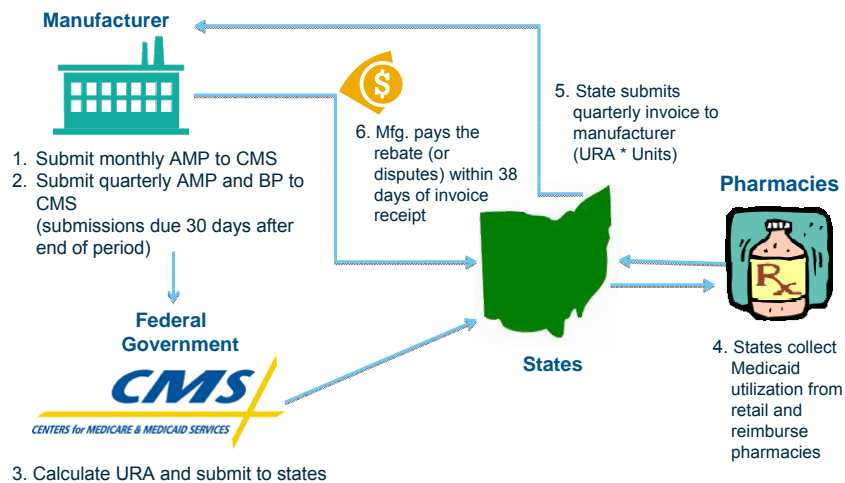 Manufacturer
1. Submit monthly AMP to CMS
2. Submit quarterly AMP and BP to
CMS
(submissions due 30 days after
end of period)
$
6. Mfg. pays the
rebate (or
disputes) within 38
days of invoice
receipt
5. State submits
quarterly invoice to
manufacturer
(URA * Units)
Pharmacies
Rx
4. States collect
Medicaid
utilization from
retail and
reimburse
pharmacies
States
Federal
Government
CMS
CENTERS for MEDICARE & MEDICAID SERVICES
3. Calculate URA and submit to states